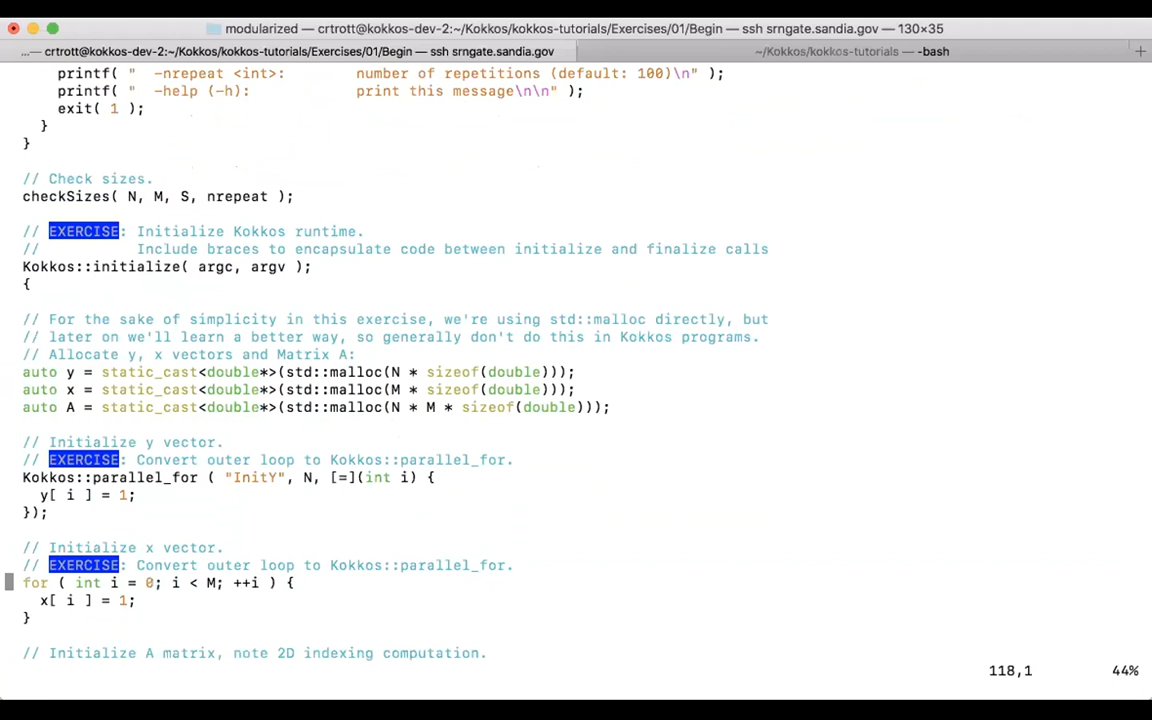 modularized — crtrott@kokkos-dev-2:~/Kokkos/kokkos-tutorials/Exercises/01/Begin — ssh srngate.sandia.gov — 130×35
...— crtrott@kokkos-dev-2:~/Kokkos/kokkos-tutorials/Exercises/01/Begin — ssh srngate.sandia.gov
~/Kokkos/kokkos-tutorials — -bash
printf( "  -nrepeat <int>:        number of repetitions (default: 100)\n" );
printf( "  -help (-h):            print this message\n\n" );
exit( 1 );
}
}
// Check sizes.
checkSizes( N, M, S, nrepeat );
// EXERCISE: Initialize Kokkos runtime.
//           Include braces to encapsulate code between initialize and finalize calls
Kokkos::initialize( argc, argv );
{
// For the sake of simplicity in this exercise, we're using std::malloc directly, but
// later on we'll learn a better way, so generally don't do this in Kokkos programs.
// Allocate y, x vectors and Matrix A:
auto y = static_cast<double*>(std::malloc(N * sizeof(double)));
auto x = static_cast<double*>(std::malloc(M * sizeof(double)));
auto A = static_cast<double*>(std::malloc(N * M * sizeof(double)));
// Initialize y vector.
// EXERCISE: Convert outer loop to Kokkos::parallel_for.
Kokkos::parallel_for ( "InitY", N, [=](int i) {
y[ i ] = 1;
});
// Initialize x vector.
// EXERCISE: Convert outer loop to Kokkos::parallel_for.
for ( int i = 0; i < M; ++i ) {
x[ i ] = 1;
}
// Initialize A matrix, note 2D indexing computation.
118,1
44%